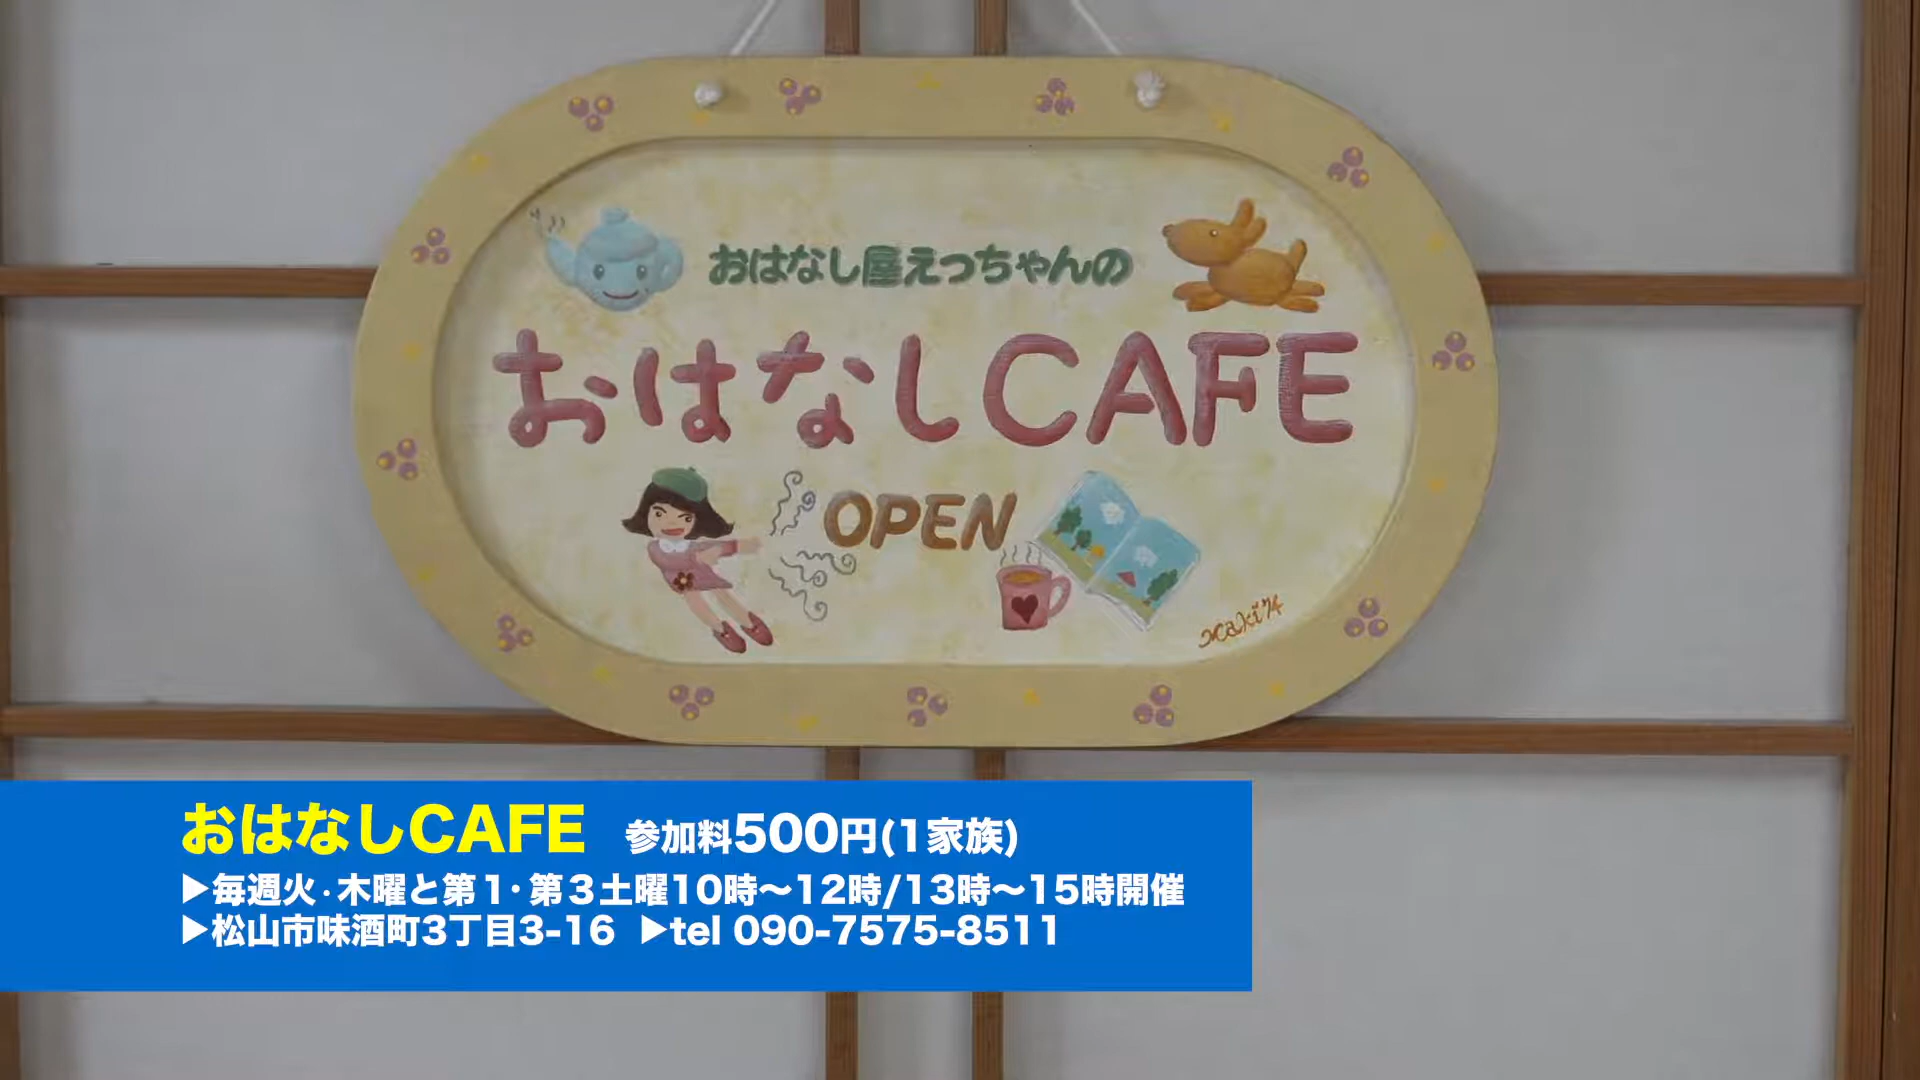 おはなし屋えっちゃんの
おはなしCAFE
OPEN
maki '14
おはなしCAFE 参加料500円(1家族)
▶毎週火・木曜と第1・第3土曜10時～12時/13時～15時開催
▶松山市味酒町3丁目3-16 ▶tel 090-7575-8511